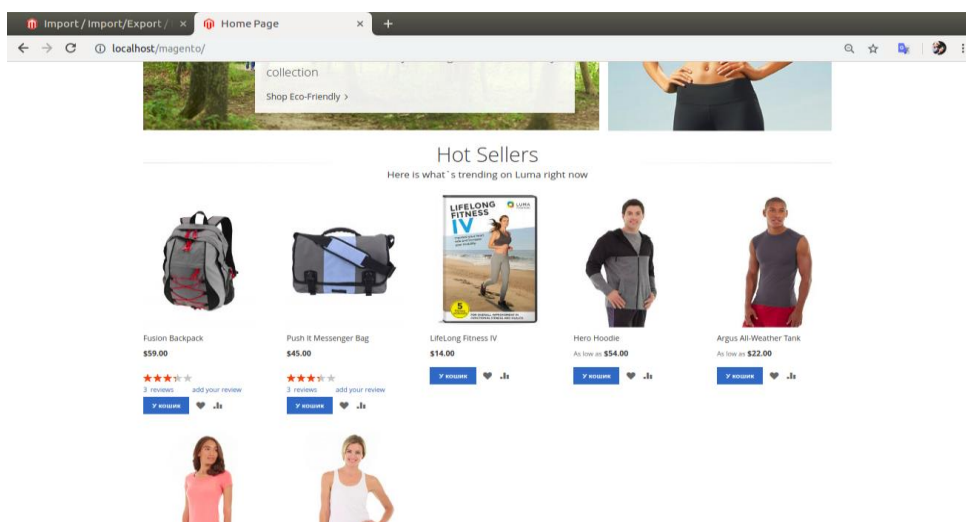 Import / Import/Export /
Home Page
localhost/magento/
collection
Shop Eco-Friendly >
Hot Sellers
Here is what`s trending on Luma right now
LIFELONG
FITNESS
IV
LUMA
5
Fusion Backpack
$59.00
3 reviews add your review
У кошик
Push It Messenger Bag
$45.00
3 reviews add your review
У кошик
LifeLong Fitness IV
$14.00
У кошик
Hero Hoodie
As low as $54.00
У кошик
Argus All-Weather Tank
As low as $22.00
У кошик